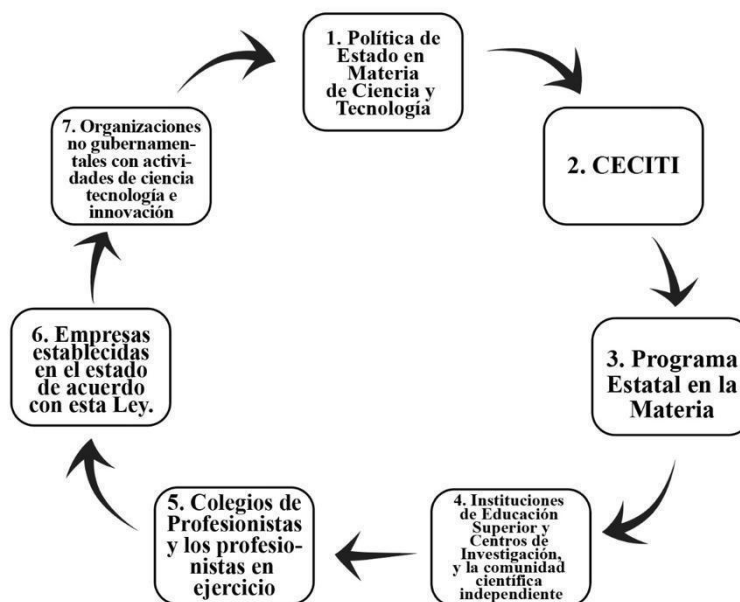 1. Política de
Estado en
Materia
de Ciencia y
Tecnología
2. CECITI
3. Programa
Estatal en la
Materia
4. Instituciones
de Educación
Superior y
Centros de
Investigación,
y la comunidad
científica
independiente
5. Colegios de
Profesionistas
y los profesio-
nistas en
ejercicio
6. Empresas
establecidas
en el estado
de acuerdo
con esta Ley.
7. Organizaciones
no gubernamen-
tales con activi-
dades de ciencia
tecnología e
innovación